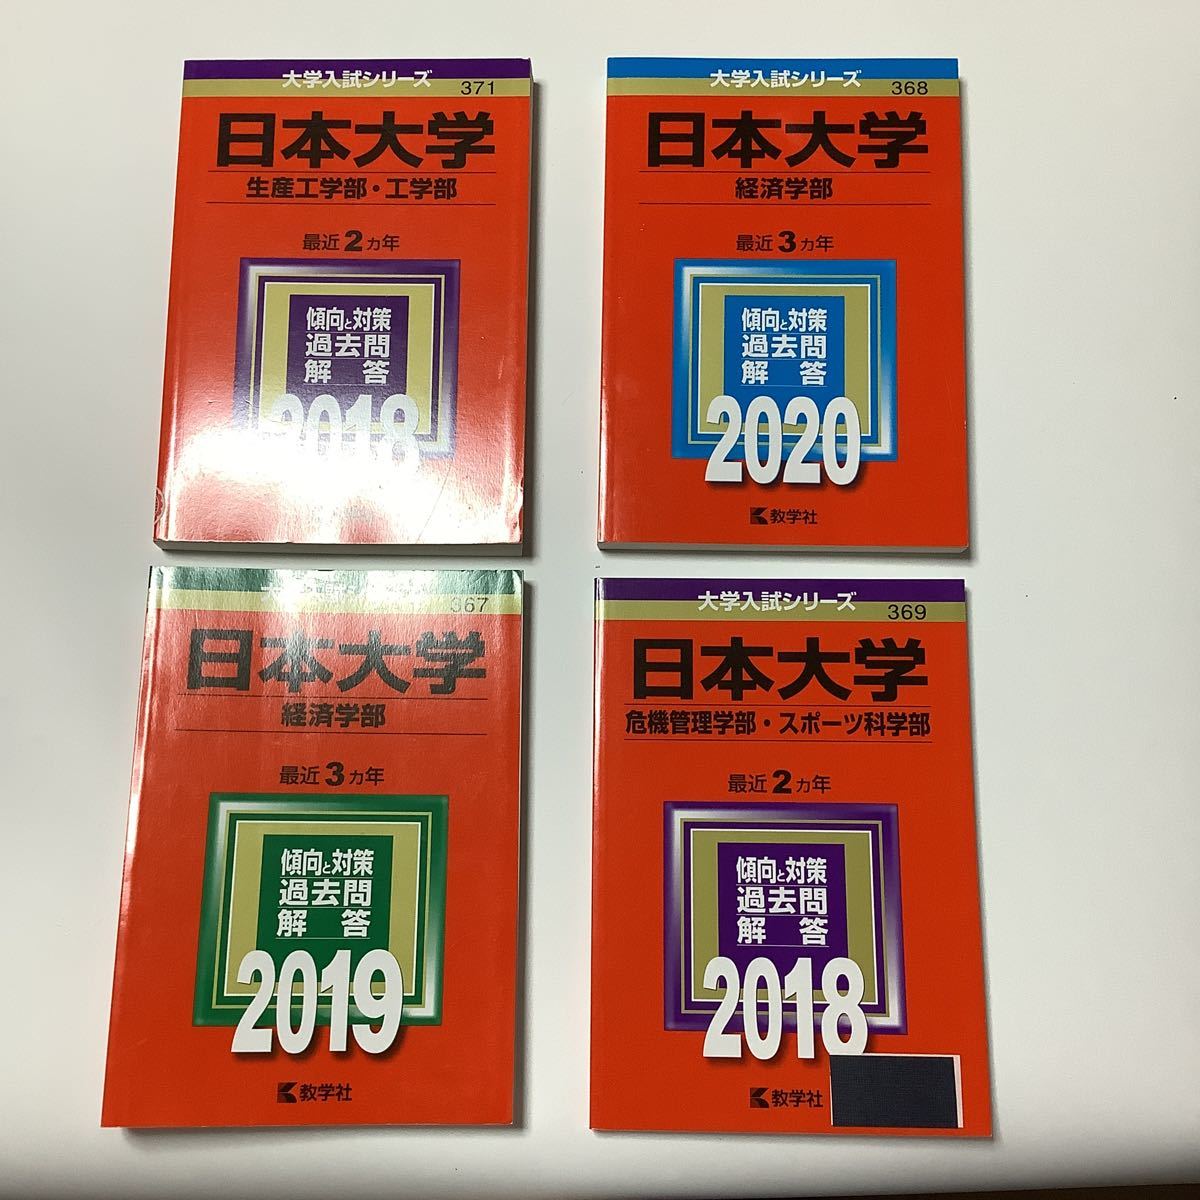 大学入試シリーズ
371
日本大学
生産工学部・工学部
最近2カ年
傾向と対策
過去問
解答
2018
大学入試シリーズ
368
日本大学
経済学部
最近3カ年
傾向と対策
過去問
解答
2020
教学社
367
日本大学
経済学部
最近3カ年
傾向と対策
過去問
解答
2019
教学社
大学入試シリーズ
369
日本大学
危機管理学部・スポーツ科学部
最近2カ年
傾向と対策
過去問
解答
2018
教学社